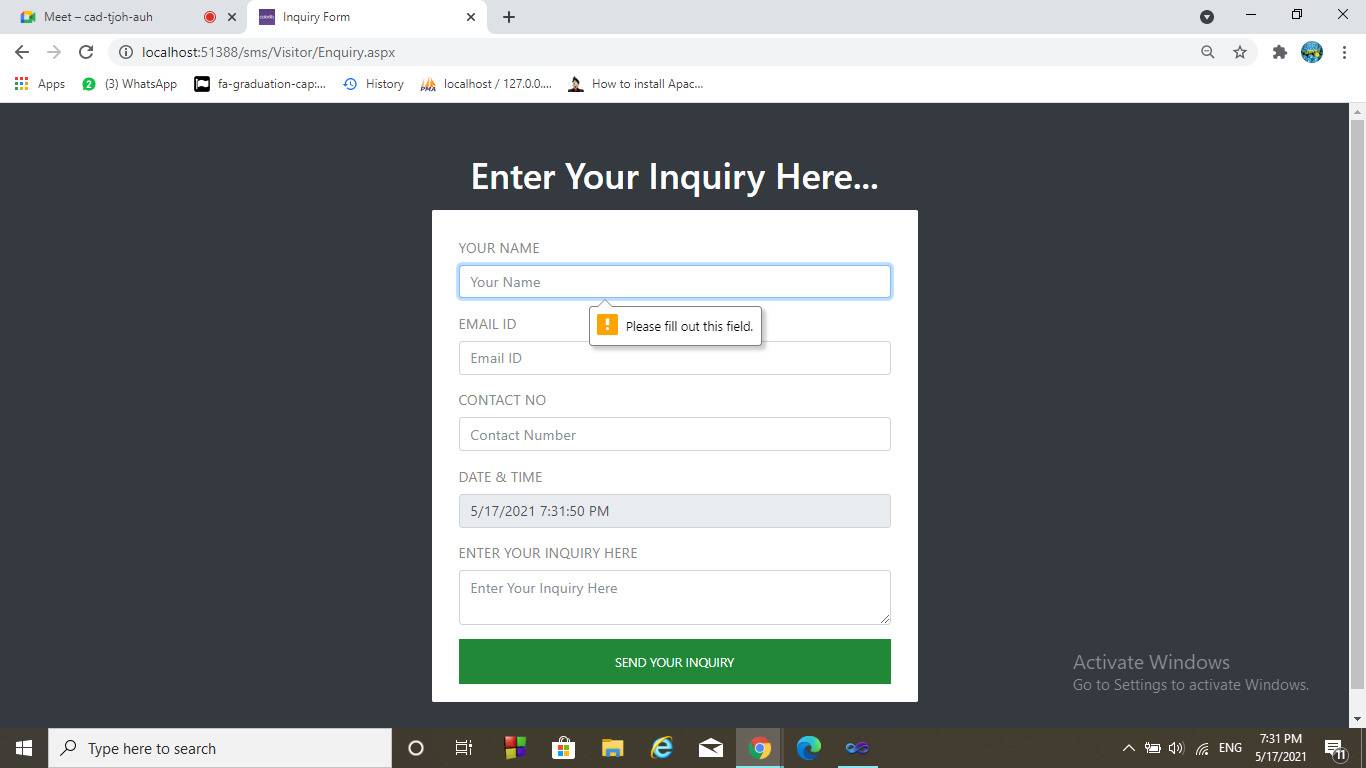 Meet – cad-tjoh-auh
Inquiry Form
localhost:51388/sms/Visitor/Enquiry.aspx
Apps
2
(3) WhatsApp
fa-graduation-cap:...
History
PMA
localhost / 127.0.0....
How to install Apac...
Enter Your Inquiry Here...
YOUR NAME
Your Name
Please fill out this field.
EMAIL ID
Email ID
CONTACT NO
Contact Number
DATE & TIME
5/17/2021 7:31:50 PM
ENTER YOUR INQUIRY HERE
Enter Your Inquiry Here
SEND YOUR INQUIRY
Activate Windows
Go to Settings to activate Windows.
Type here to search
ENG
7:31 PM
5/17/2021
11